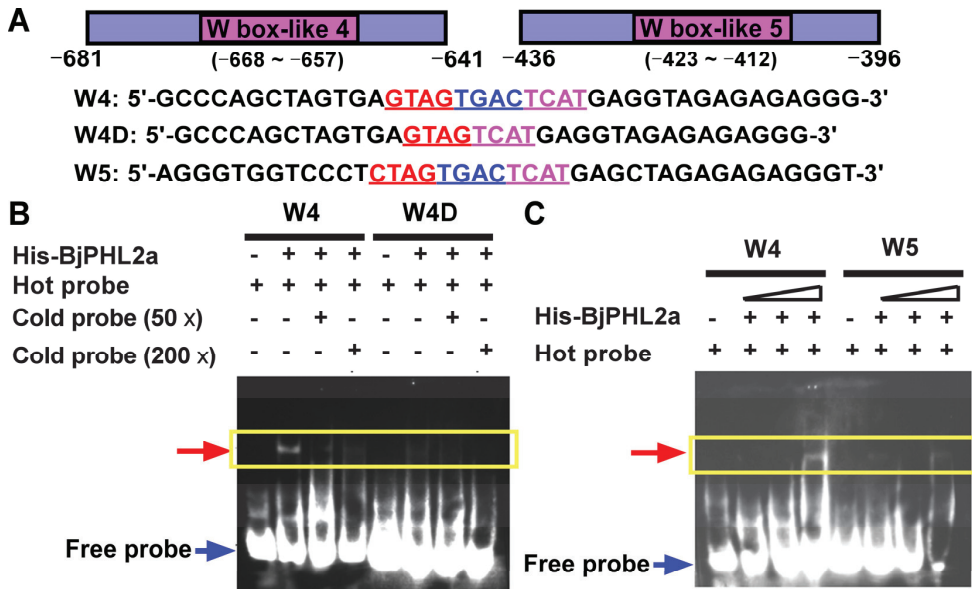 A
W box-like 4 W box-like 5
−681 (−668 ~ −657) −641 −436 (−423 ~ −412) −396
W4: 5'-GCCCAGCTAGTGAGTAGTGACTCATGAGGTAGAGAGAGGG-3'
W4D: 5'-GCCCAGCTAGTGAGTAGTCATGAGGTAGAGAGAGGG-3'
W5: 5'-AGGGTGGTCCCTCTAGTGACTCATGAGCTAGAGAGAGGGT-3'
B
W4 W4D
His-BjPHL2a - + + + - + + +
Hot probe + + + + + + + +
Cold probe (50 x) - - + - - - + -
Cold probe (200 x) - - - + - - - +
Free probe
C
W4 W5
His-BjPHL2a - + + + - + + +
Hot probe + + + + + + + +
Free probe